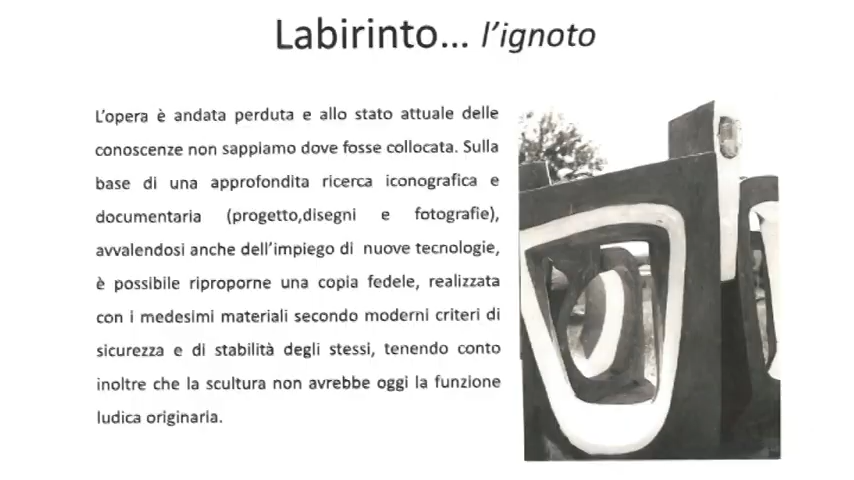 Labirinto... l'ignoto
L'opera è andata perduta e allo stato attuale delle
conoscenze non sappiamo dove fosse collocata. Sulla
base di una approfondita ricerca iconografica e
documentaria (progetto,disegni e fotografie),
avvalendosi anche dell'impiego di nuove tecnologie,
è possibile riproporne una copia fedele, realizzata
con i medesimi materiali secondo moderni criteri di
sicurezza e di stabilità degli stessi, tenendo conto
inoltre che la scultura non avrebbe oggi la funzione
ludica originaria.